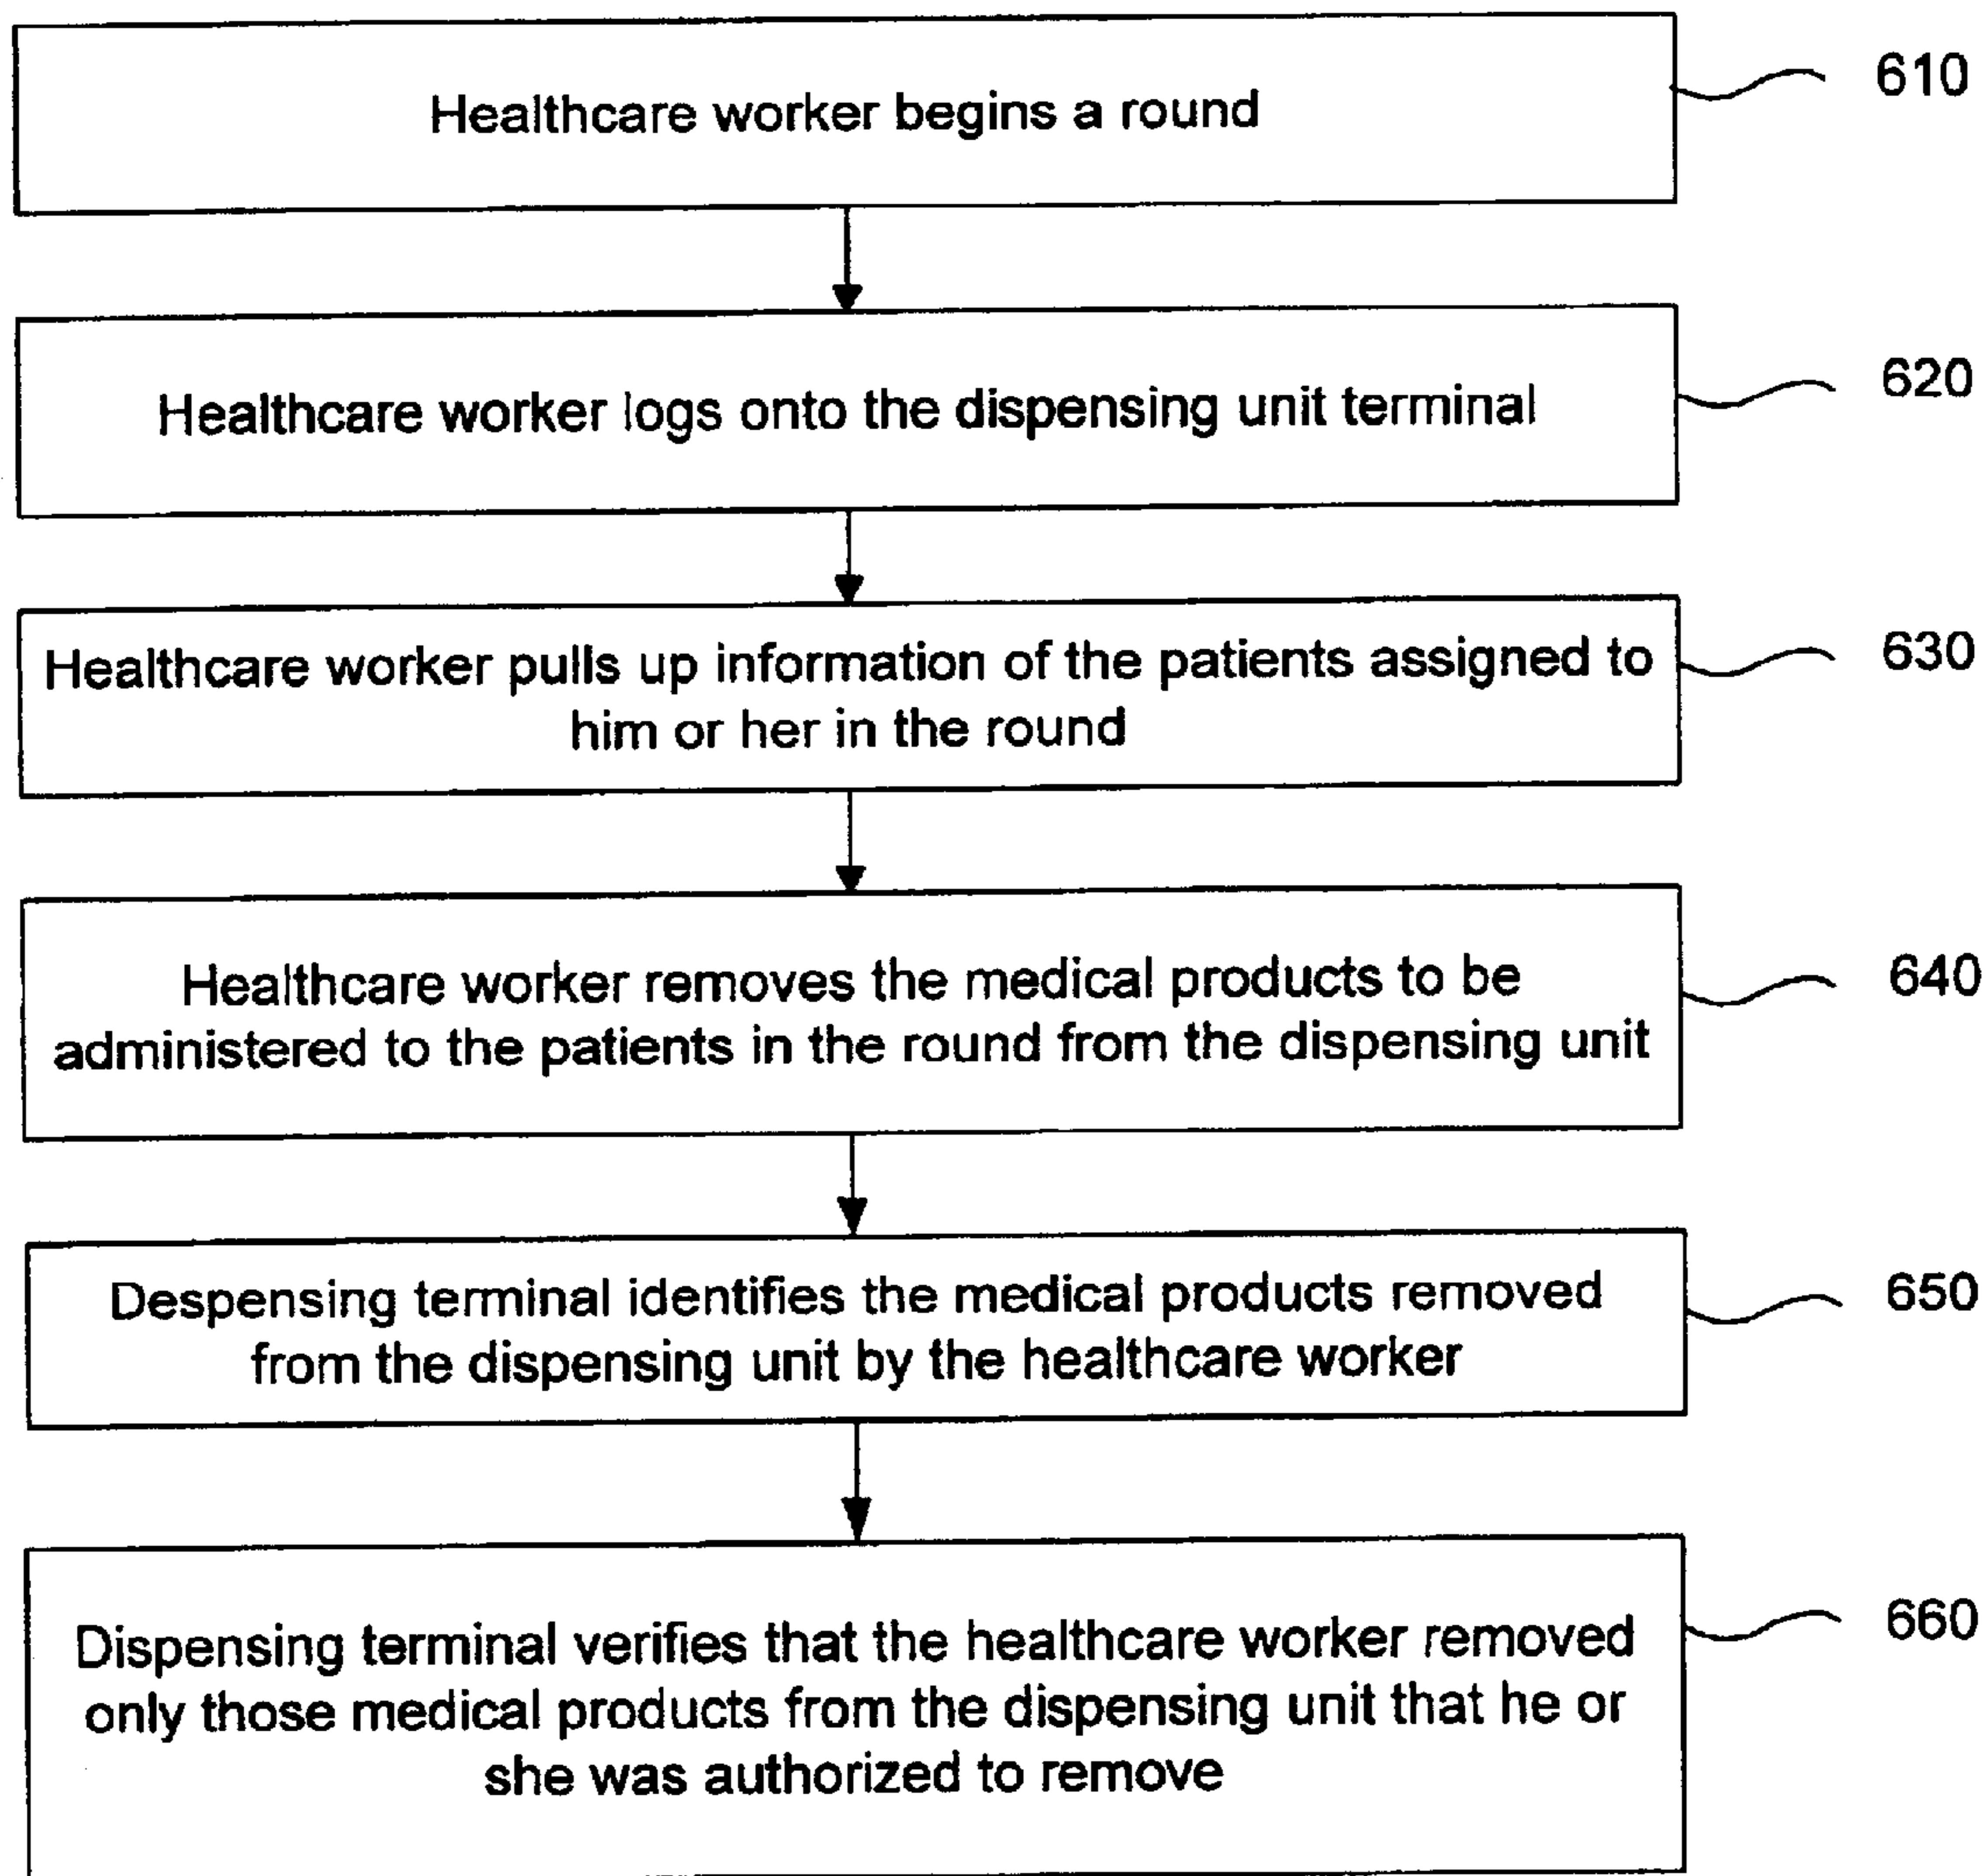 Healthcare worker begins a round
610
Healthcare worker logs onto the dispensing unit terminal
620
Healthcare worker pulls up information of the patients assigned to
him or her in the round
630
Healthcare worker removes the medical products to be
administered to the patients in the round from the dispensing unit
640
Despensing terminal identifies the medical products removed
from the dispensing unit by the healthcare worker
650
Dispensing terminal verifies that the healthcare worker removed
only those medical products from the dispensing unit that he or
she was authorized to remove
660